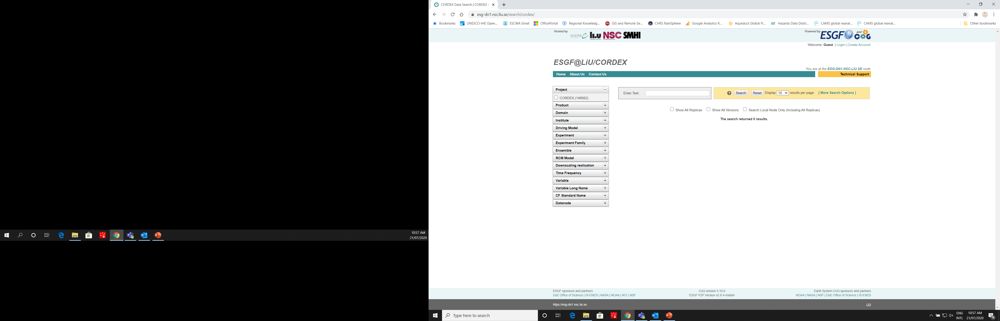 10:57 AM
21/07/2020
CORDEX Data Search | CORDEX |
esg-dn1.nsc.liu.se/search/cordex/
Bookmarks UNESCO-IHE Open... ESCWA Email OfficePortal Regional Knowledg... GIS and Remote Se... CHRS RainSphere Google Analytics R... Aqueduct Global Fl... EE Hazards Data Distri... CAMS global reanal... CAMS global reanal... Other bookmarks
Hosted by is-enes li.u NSC SMHI Powered by ESGF and CoG
Welcome, Guest. | Login | Create Account
ESGF@LiU/CORDEX
You are at the ESG-DN1.NSC.LIU.SE node
Home About Us Contact Us Technical Support
Project
CORDEX (146562)
Product
Domain
Institute
Driving Model
Experiment
Experiment Family
Ensemble
RCM Model
Downscaling realisation
Time Frequency
Variable
Variable Long Name
CF Standard Name
Datanode
Enter Text: Search Reset Display 10 results per page [ More Search Options ]
Show All Replicas Show All Versions Search Local Node Only (Including All Replicas)
The search returned 0 results.
ESGF sponsors and partners CoG version 3.13.0 Earth System CoG sponsors and partners
DoE Office of Science | IS-ENES | NASA | NOAA | NCI | NSF ESGF P2P Version v2.8.4-master NOAA | NASA | NSF | DoE Office of Science | IS-ENES
https://esg-dn1.nsc.liu.se LiU
Type here to search
ENG 10:57 AM
INTL 21/07/2020
18